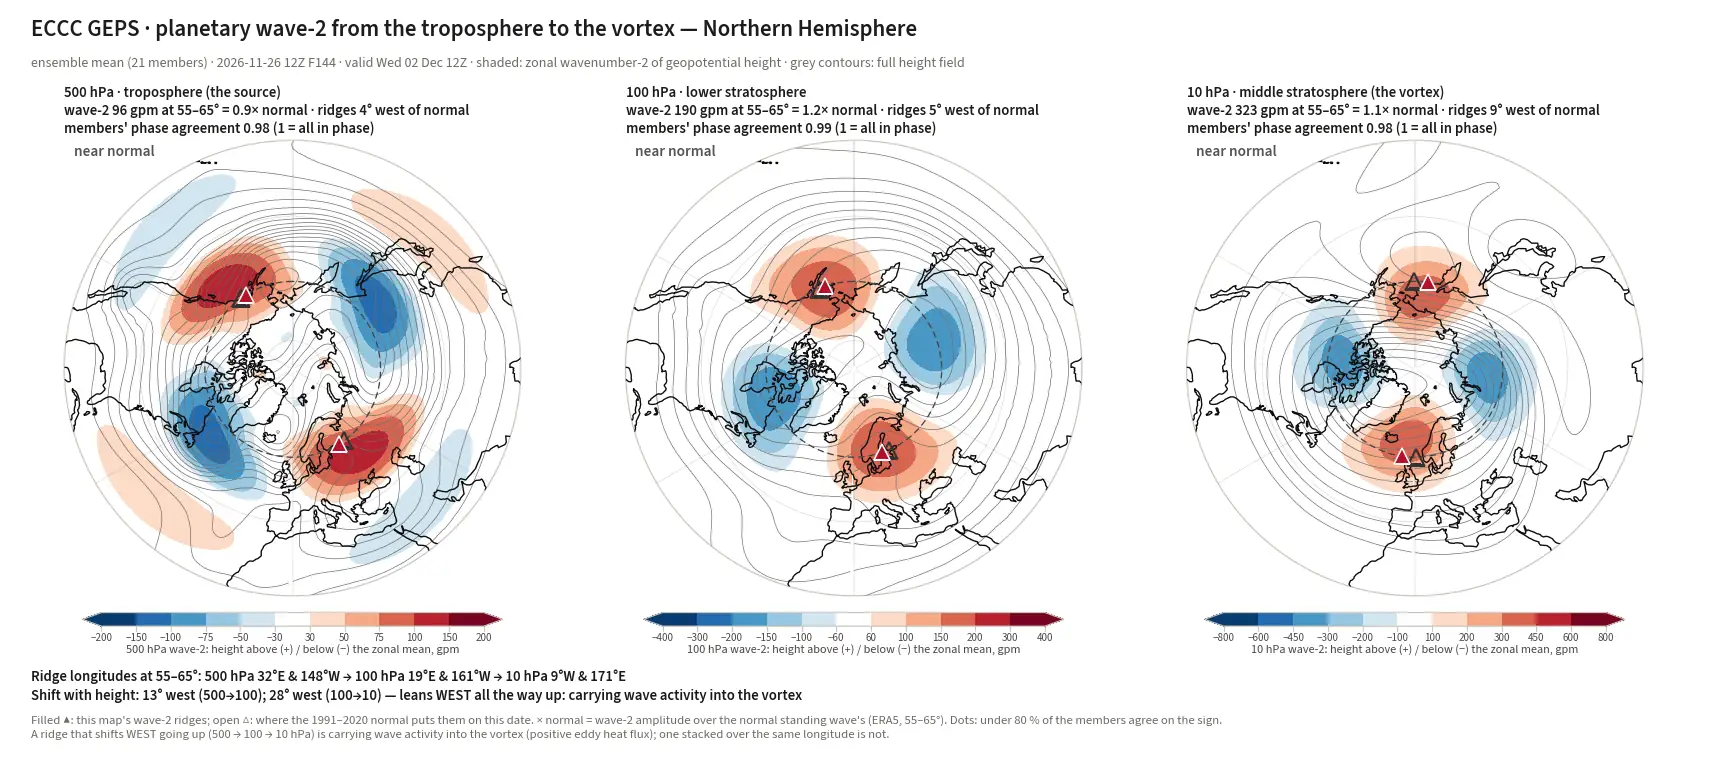 ECCC GEPS · planetary wave-2 from the troposphere to the vortex — Northern Hemisphere
ensemble mean (21 members) · 2026-11-26 12Z F144 · valid Wed 02 Dec 12Z · shaded: zonal wavenumber-2 of geopotential height · grey contours: full height field
500 hPa · troposphere (the source)
wave-2 96 gpm at 55–65° = 0.9× normal · ridges 4° west of normal
members' phase agreement 0.98 (1 = all in phase)
near normal
100 hPa · lower stratosphere
wave-2 190 gpm at 55–65° = 1.2× normal · ridges 5° west of normal
members' phase agreement 0.99 (1 = all in phase)
near normal
10 hPa · middle stratosphere (the vortex)
wave-2 323 gpm at 55–65° = 1.1× normal · ridges 9° west of normal
members' phase agreement 0.98 (1 = all in phase)
near normal
−200 −150 −100 −75 −50 −30 30 50 75 100 150 200
500 hPa wave-2: height above (+) / below (−) the zonal mean, gpm
−400 −300 −200 −150 −100 −60 60 100 150 200 300 400
100 hPa wave-2: height above (+) / below (−) the zonal mean, gpm
−800 −600 −450 −300 −200 −100 100 200 300 450 600 800
10 hPa wave-2: height above (+) / below (−) the zonal mean, gpm
Ridge longitudes at 55–65°: 500 hPa 32°E & 148°W → 100 hPa 19°E & 161°W → 10 hPa 9°W & 171°E
Shift with height: 13° west (500→100); 28° west (100→10) — leans WEST all the way up: carrying wave activity into the vortex
Filled ▲: this map's wave-2 ridges; open △: where the 1991–2020 normal puts them on this date. × normal = wave-2 amplitude over the normal standing wave's (ERA5, 55–65°). Dots: under 80 % of the members agree on the sign.
A ridge that shifts WEST going up (500 → 100 → 10 hPa) is carrying wave activity into the vortex (positive eddy heat flux); one stacked over the same longitude is not.